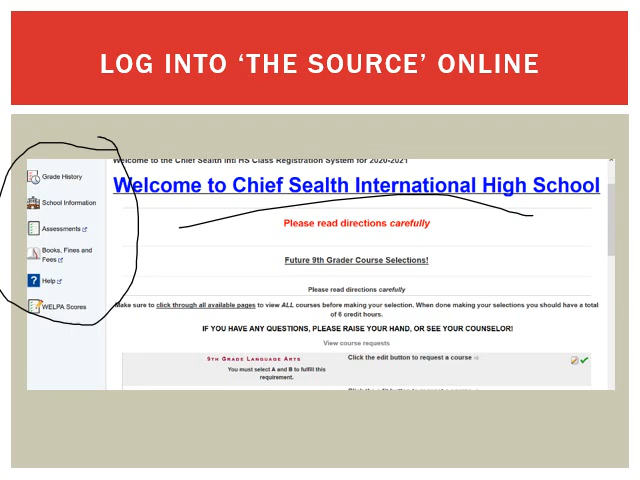 LOG INTO ‘THE SOURCE’ ONLINE
Grade History
School Information
Assessments
Books, Fines and
Fees
Help
WELPA Scores
Welcome to the Chief Sealth Intl HS Class Registration System for 2020-2021
Welcome to Chief Sealth International High School
Please read directions carefully
Future 9th Grader Course Selections!
Please read directions carefully
Make sure to click through all available pages to view ALL courses before making your selection. When done making your selections you should have a total
of 6 credit hours.
IF YOU HAVE ANY QUESTIONS, PLEASE RAISE YOUR HAND, OR SEE YOUR COUNSELOR!
View course requests
9TH GRADE LANGUAGE ARTS
Click the edit button to request a course
You must select A and B to fulfill this
requirement.